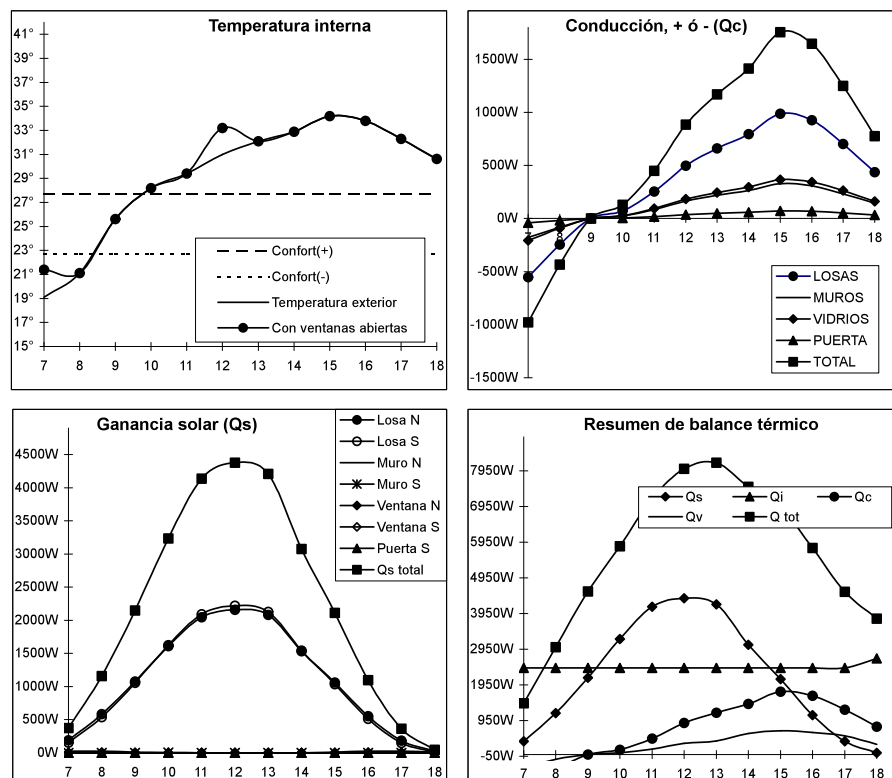 Temperatura interna
41°
39°
37°
35°
33°
31°
29°
27°
25°
23°
21°
19°
17°
15°
7 8 9 10 11 12 13 14 15 16 17 18
Confort(+)
Confort(-)
Temperatura exterior
Con ventanas abiertas
Conducción, + ó - (Qc)
1500W
1000W
500W
0W
-500W
-1000W
-1500W
7 8 9 10 11 12 13 14 15 16 17 18
LOSAS
MUROS
VIDRIOS
PUERTA
TOTAL
Ganancia solar (Qs)
4500W
4000W
3500W
3000W
2500W
2000W
1500W
1000W
500W
0W
7 8 9 10 11 12 13 14 15 16 17 18
Losa N
Losa S
Muro N
Muro S
Ventana N
Ventana S
Puerta S
Qs total
Resumen de balance térmico
7950W
6950W
5950W
4950W
3950W
2950W
1950W
950W
-50W
7 8 9 10 11 12 13 14 15 16 17 18
Qs Qi Qc
Qv Q tot